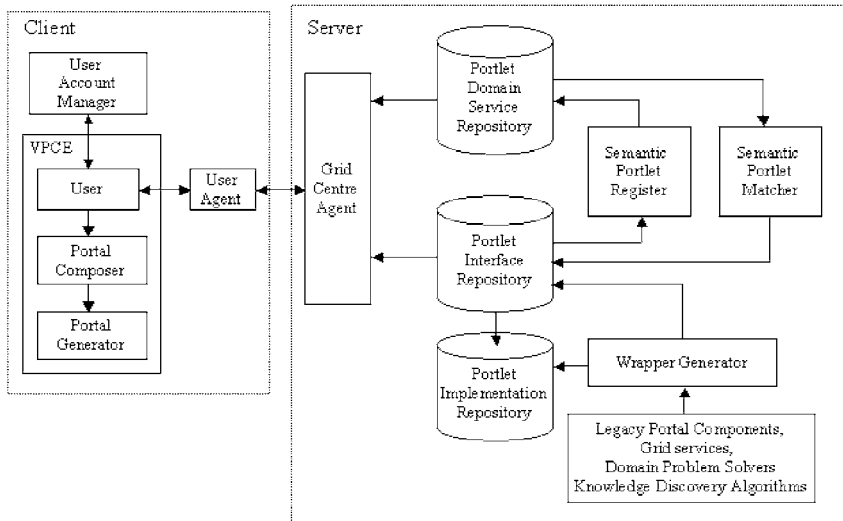 Client
User
Account
Manager
VPCE
User
Portal
Composer
Portal
Generator
User
Agent
Server
Grid
Centre
Agent
Portlet
Domain
Service
Repository
Semantic
Portlet
Register
Semantic
Portlet
Matcher
Portlet
Interface
Repository
Portlet
Implementation
Repository
Wrapper Generator
Legacy Portal Components,
Grid services,
Domain Problem Solvers
Knowledge Discovery Algorithms